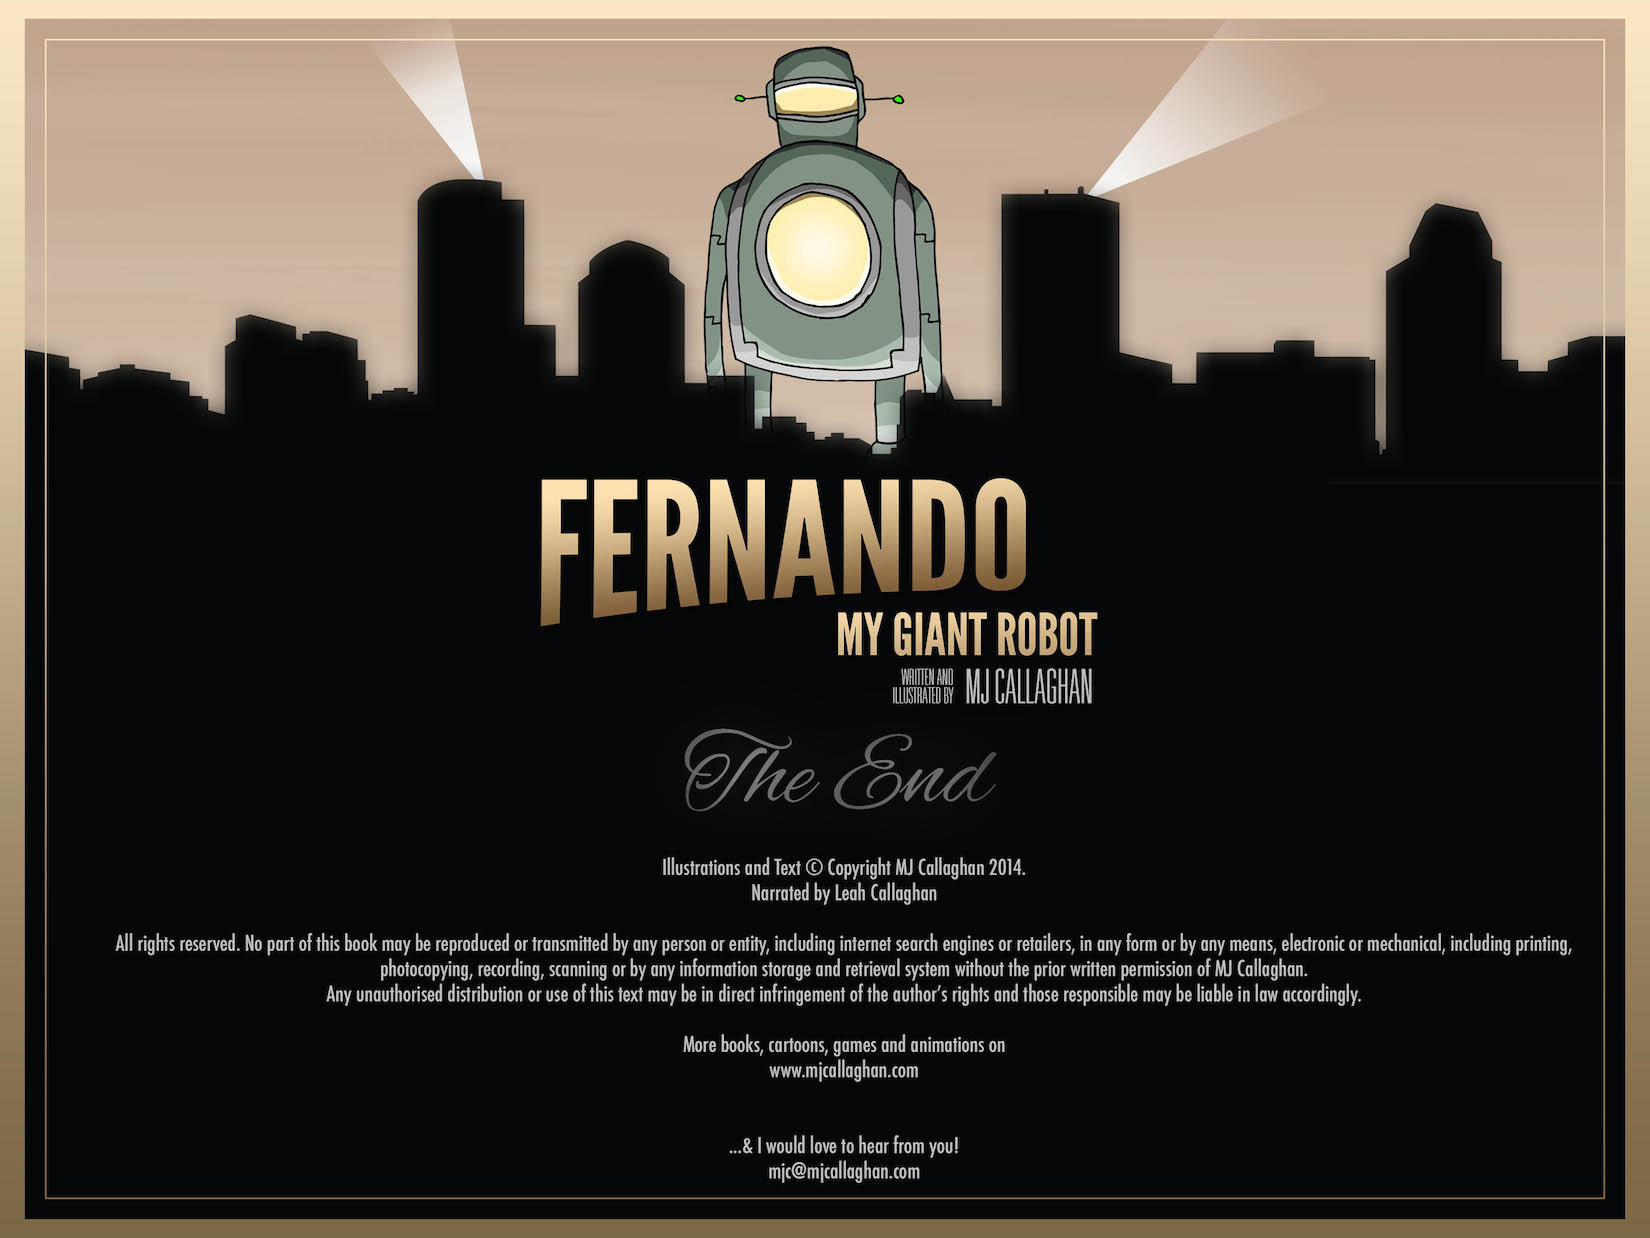 FERNANDO
MY GIANT ROBOT
WRITTEN AND
ILLUSTRATED BY MJ CALLAGHAN
The End
Illustrations and Text © Copyright MJ Callaghan 2014.
Narrated by Leah Callaghan
All rights reserved. No part of this book may be reproduced or transmitted by any person or entity, including internet search engines or retailers, in any form or by any means, electronic or mechanical, including printing,
photocopying, recording, scanning or by any information storage and retrieval system without the prior written permission of MJ Callaghan.
Any unauthorised distribution or use of this text may be in direct infringement of the author’s rights and those responsible may be liable in law accordingly.
More books, cartoons, games and animations on
www.mjcallaghan.com
...& I would love to hear from you!
mjc@mjcallaghan.com